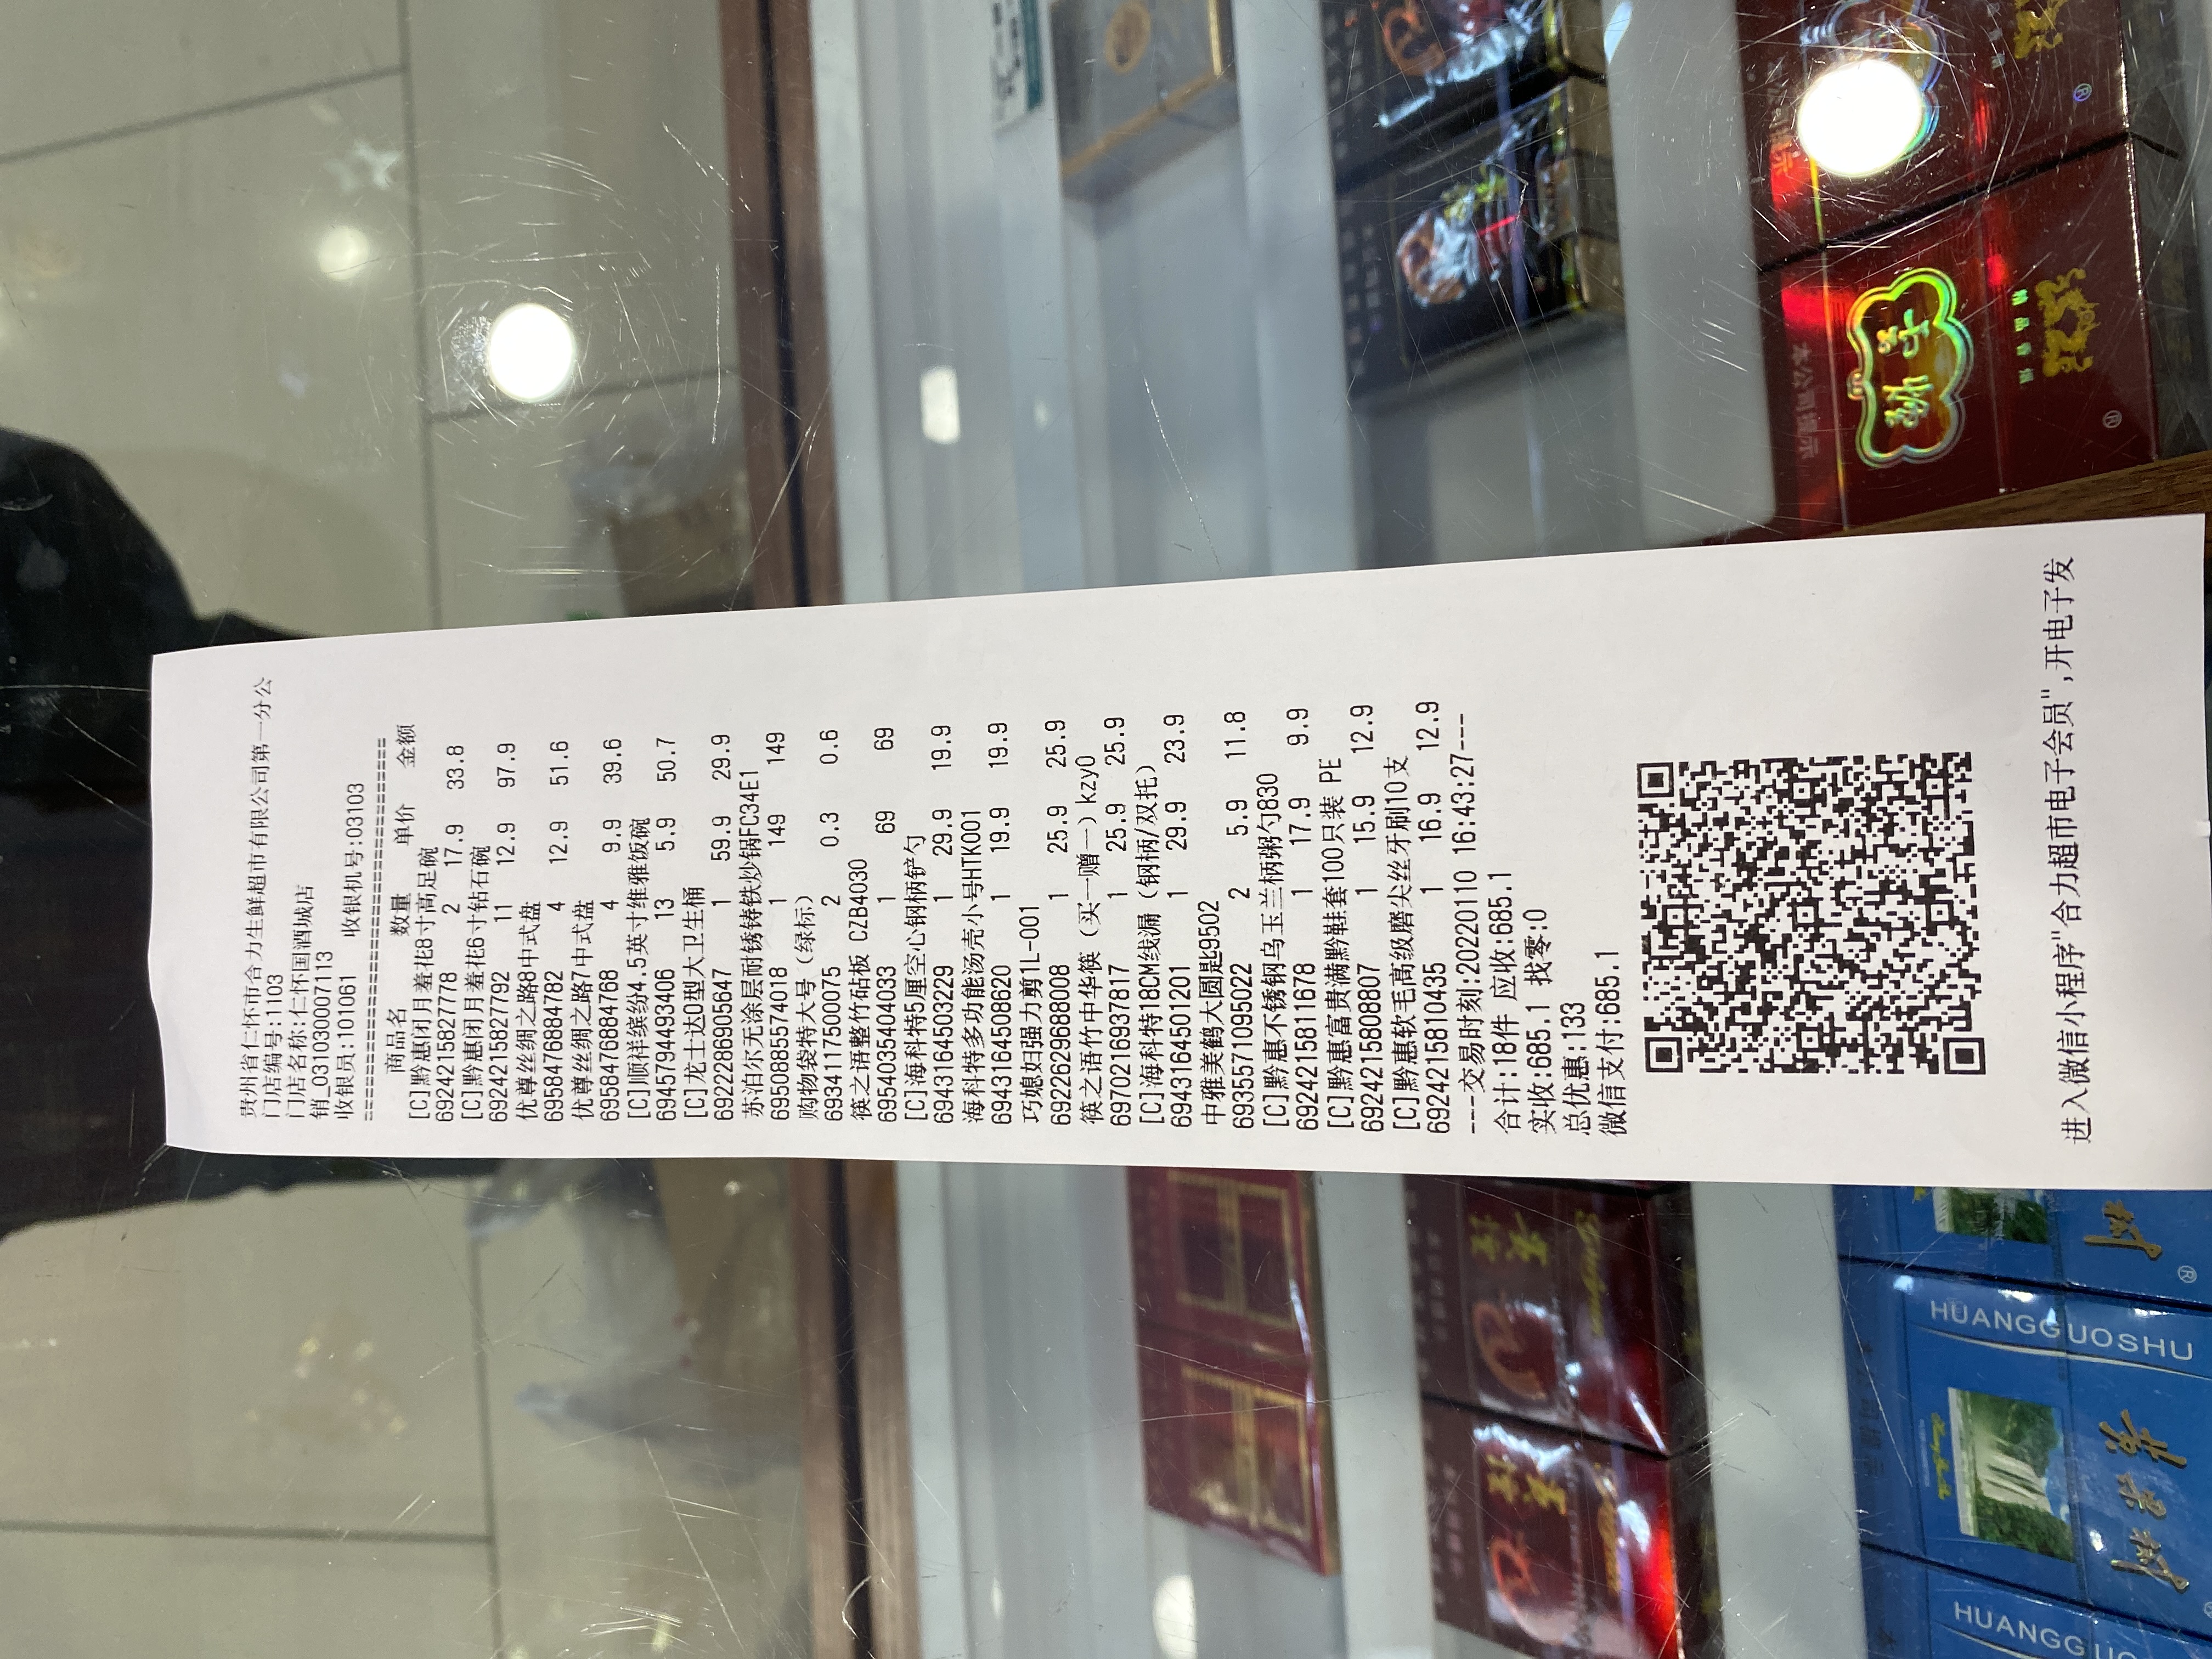 贵州省仁怀市合力生鲜超市有限公司第一分公
门店编号:1103
门店名称:仁怀国酒城店
销_031030007113
收银员:101061 收银机号:03103
======================================
商品名 数量 单价 金额
[C]黔惠闭月羞花8寸高足碗
6924215827778 2 17.9 33.8
[C]黔惠闭月羞花6寸钻石碗
6924215827792 11 12.9 97.9
优尊丝绸之路8中式盘
6958476884782 4 12.9 51.6
优尊丝绸之路7中式盘
6958476884768 4 9.9 39.6
[C]顺祥缤纷4.5英寸维雅饭碗
6945794493406 13 5.9 50.7
[C]龙士达D型大卫生桶
6922286905647 1 59.9 29.9
苏泊尔无涂层耐锈铸铁炒锅FC34E1
6950885574018 1 149 149
购物袋特大号（绿标）
6934117500075 2 0.3 0.6
筷之语整竹砧板 CZB4030
6954035404033 1 69 69
[C]海科特5厘空心钢柄铲勺
6943164503229 1 29.9 19.9
海科特多功能汤壳小号HTK001
6943164508620 1 19.9 19.9
巧媳妇强力剪1L-001
6922629688008 1 25.9 25.9
筷之语竹中华筷（买一赠一）kzy0
6970216937817 1 25.9 25.9
[C]海科特18CM线漏（钢柄/双托）
6943164501201 1 29.9 23.9
中雅美鹤大圆匙9502
6935571095022 2 5.9 11.8
[C]黔惠不锈钢乌玉兰柄粥勺830
6924215811678 1 17.9 9.9
[C]黔惠富贵满黔鞋套100只装 PE
6924215808807 1 15.9 12.9
[C]黔惠软毛高级磨尖丝牙刷10支
6924215810435 1 16.9 12.9
---交易时刻:20220110 16:43:27---
合计:18件 应收:685.1
实收:685.1 找零:0
总优惠:133
微信支付:685.1
进入微信小程序"合力超市电子会员",开电子发
HUANGGUOSHU
黄果树
HUANGGUO